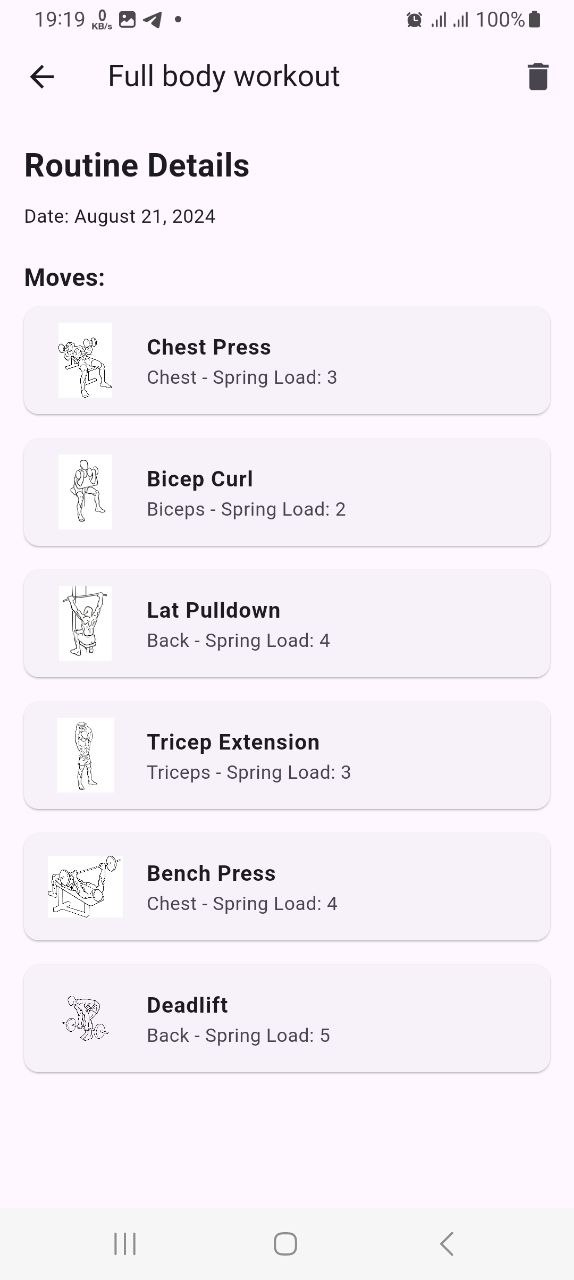 19:19 0 KB/s 100%
Full body workout
Routine Details
Date: August 21, 2024
Moves:
Chest Press
Chest - Spring Load: 3
Bicep Curl
Biceps - Spring Load: 2
Lat Pulldown
Back - Spring Load: 4
Tricep Extension
Triceps - Spring Load: 3
Bench Press
Chest - Spring Load: 4
Deadlift
Back - Spring Load: 5